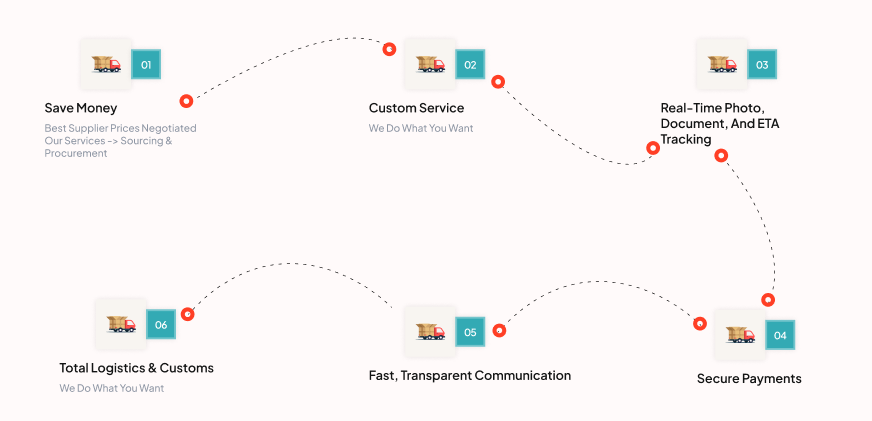 01
Save Money
Best Supplier Prices Negotiated
Our Services -> Sourcing &
Procurement
02
Custom Service
We Do What You Want
03
Real-Time Photo,
Document, And ETA
Tracking
06
Total Logistics & Customs
We Do What You Want
05
Fast, Transparent Communication
04
Secure Payments